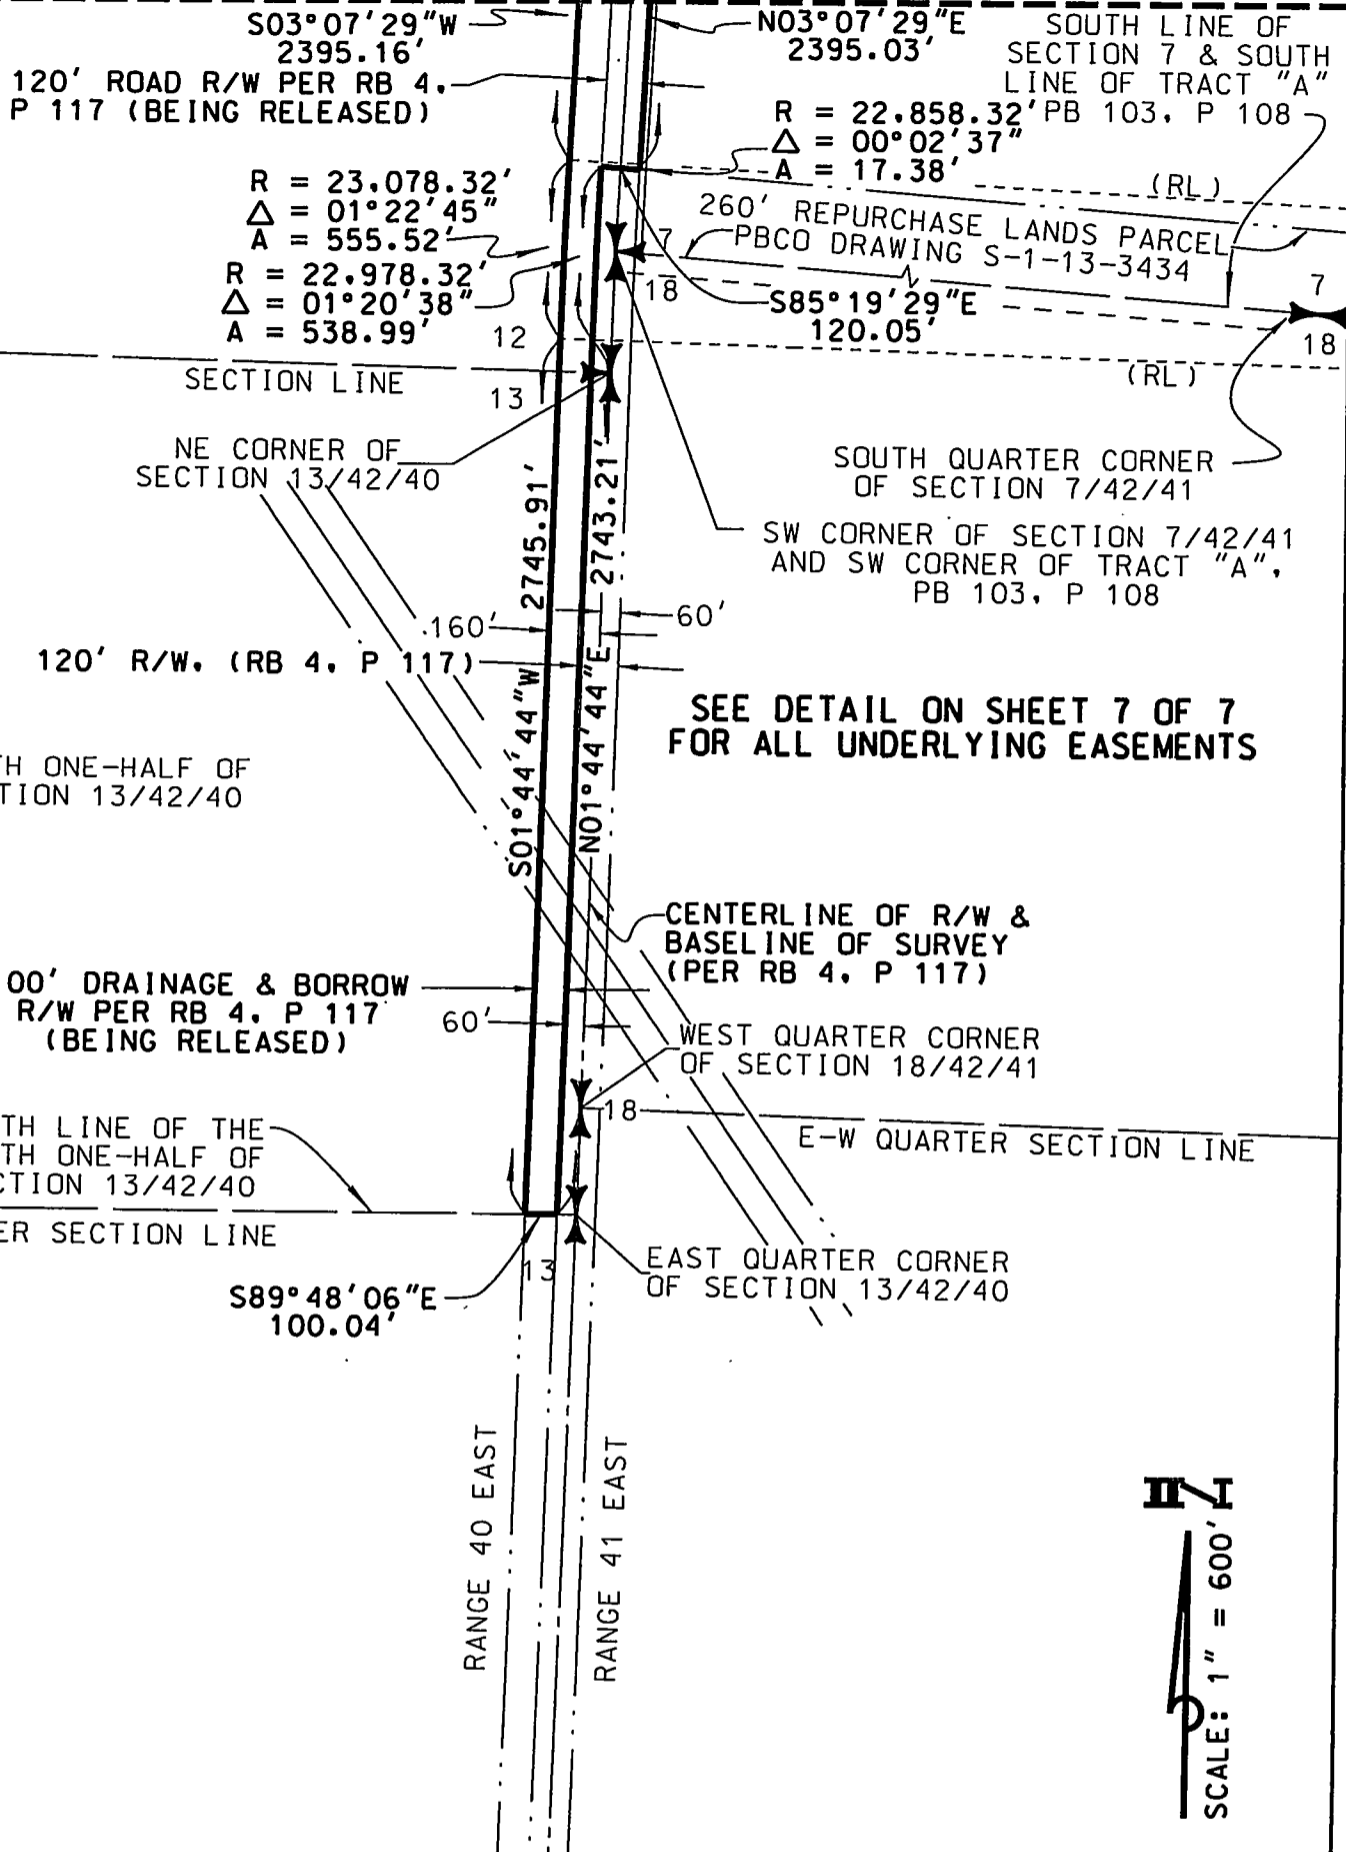 S03°07'29"W
2395.16'
N03°07'29"E
2395.03'
SOUTH LINE OF
SECTION 7 & SOUTH
LINE OF TRACT "A"
PB 103, P 108
120' ROAD R/W PER RB 4,
P 117 (BEING RELEASED)
R = 22,858.32'
Δ = 00°02'37"
A = 17.38'
R = 23,078.32'
Δ = 01°22'45"
A = 555.52'
R = 22,978.32'
Δ = 01°20'38"
A = 538.99'
(RL)
260' REPURCHASE LANDS PARCEL
PBCO DRAWING S-1-13-3434
7
18
S85°19'29"E
120.05'
7
18
(RL)
12
13
SECTION LINE
NE CORNER OF
SECTION 13/42/40
SOUTH QUARTER CORNER
OF SECTION 7/42/41
SW CORNER OF SECTION 7/42/41
AND SW CORNER OF TRACT "A",
PB 103, P 108
S01°44'44"W 2745.91'
N01°44'44"E 2743.21'
160'
60'
120' R/W. (RB 4, P 117)
SEE DETAIL ON SHEET 7 OF 7
FOR ALL UNDERLYING EASEMENTS
TH ONE-HALF OF
TION 13/42/40
CENTERLINE OF R/W &
BASELINE OF SURVEY
(PER RB 4, P 117)
00' DRAINAGE & BORROW
R/W PER RB 4, P 117
(BEING RELEASED)
60'
WEST QUARTER CORNER
OF SECTION 18/42/41
18
E-W QUARTER SECTION LINE
TH LINE OF THE
TH ONE-HALF OF
CTION 13/42/40
ER SECTION LINE
13
EAST QUARTER CORNER
OF SECTION 13/42/40
S89°48'06"E
100.04'
RANGE 40 EAST
RANGE 41 EAST
N
SCALE: 1" = 600'